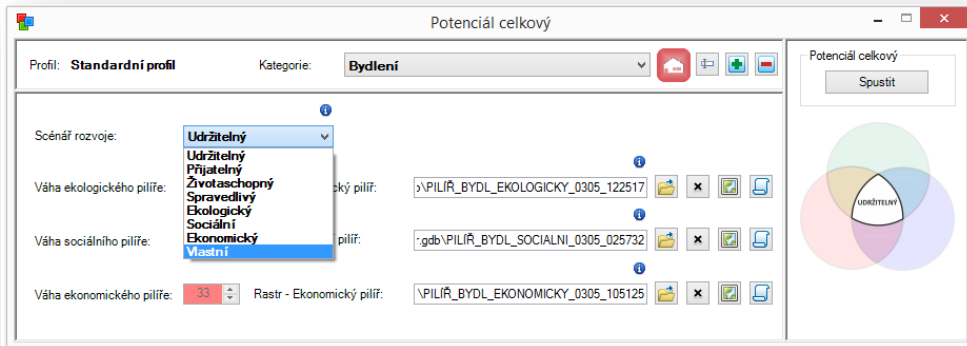 Potenciál celkový
Profil: Standardní profil Kategorie: Bydlení
Potenciál celkový
Spustit
Scénář rozvoje: Udržitelný
Udržitelný
Přijatelný
Životaschopný
Spravedlivý
Ekologický
Sociální
Ekonomický
Vlastní
Váha ekologického pilíře: ký pilíř: \PILÍŘ_BYDL_EKOLOGICKY_0305_122517
Váha sociálního pilíře: pilíř: .gdb\PILÍŘ_BYDL_SOCIALNI_0305_025732
Váha ekonomického pilíře: 33 Rastr - Ekonomický pilíř: \PILÍŘ_BYDL_EKONOMICKY_0305_105125
UDRŽITELNÝ